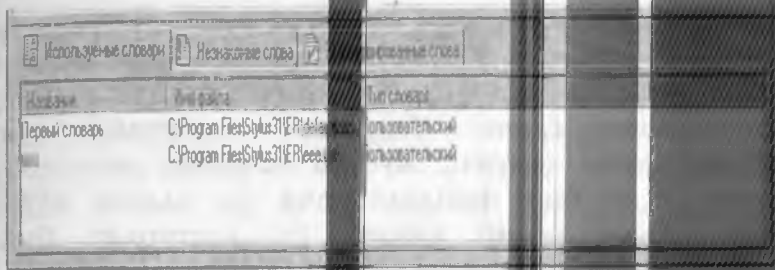 Используемые словари Незнакомые слова слова
Название Имя файла Тип словаря
Первый словарь C:\Program Files\Stylus31\ER\ Пользовательский
C:\Program Files\Stylus31\ER\ Пользовательский